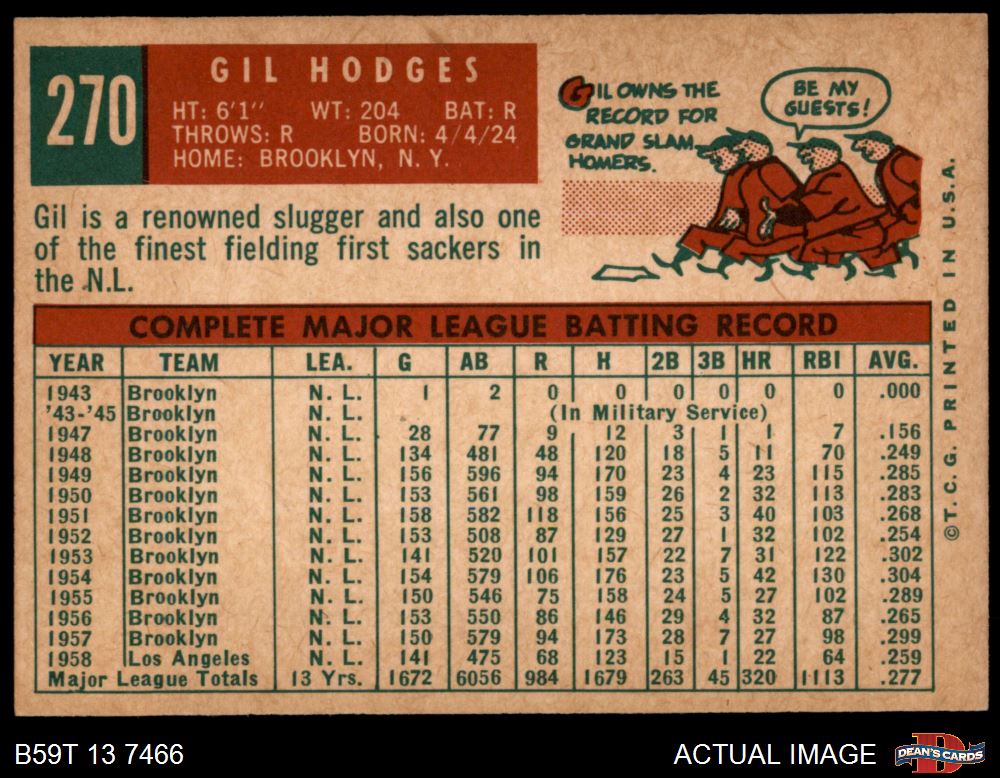 270
GIL HODGES
HT: 6'1" WT: 204 BAT: R
THROWS: R BORN: 4/4/24
HOME: BROOKLYN, N. Y.
GIL OWNS THE
RECORD FOR
GRAND SLAM
HOMERS.
BE MY
GUESTS!
Gil is a renowned slugger and also one
of the finest fielding first sackers in
the N.L.
COMPLETE MAJOR LEAGUE BATTING RECORD
YEAR TEAM LEA. G AB R H 2B 3B HR RBI AVG.
1943 Brooklyn N. L. 1 2 0 0 0 0 0 0 .000
'43-'45 Brooklyn N. L. (In Military Service)
1947 Brooklyn N. L. 28 77 9 12 3 1 1 7 .156
1948 Brooklyn N. L. 134 481 48 120 18 5 11 70 .249
1949 Brooklyn N. L. 156 596 94 170 23 4 23 115 .285
1950 Brooklyn N. L. 153 561 98 159 26 2 32 113 .283
1951 Brooklyn N. L. 158 582 118 156 25 3 40 103 .268
1952 Brooklyn N. L. 153 508 87 129 27 1 32 102 .254
1953 Brooklyn N. L. 141 520 101 157 22 7 31 122 .302
1954 Brooklyn N. L. 154 579 106 176 23 5 42 130 .304
1955 Brooklyn N. L. 150 546 75 158 24 5 27 102 .289
1956 Brooklyn N. L. 153 550 86 146 29 4 32 87 .265
1957 Brooklyn N. L. 150 579 94 173 28 7 27 98 .299
1958 Los Angeles N. L. 141 475 68 123 15 1 22 64 .259
Major League Totals 13 Yrs. 1672 6056 984 1679 263 45 320 1113 .277
©T. C. G. PRINTED IN U.S.A.
B59T 13 7466
ACTUAL IMAGE
DEAN'S CARDS